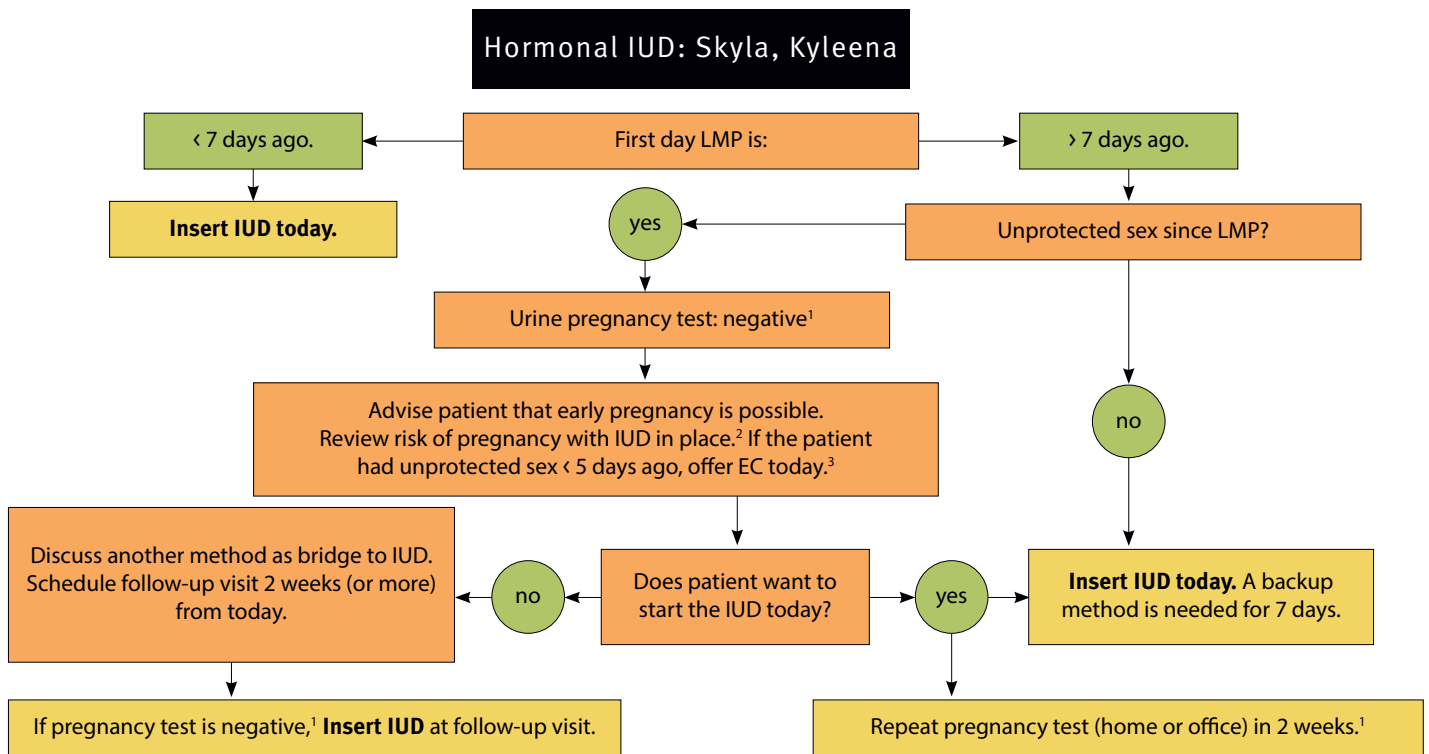 Hormonal IUD: Skyla, Kyleena
< 7 days ago.
First day LMP is:
> 7 days ago.
Insert IUD today.
yes
Unprotected sex since LMP?
Urine pregnancy test: negative¹
Advise patient that early pregnancy is possible.
Review risk of pregnancy with IUD in place.² If the patient
had unprotected sex < 5 days ago, offer EC today.³
no
Discuss another method as bridge to IUD.
Schedule follow-up visit 2 weeks (or more)
from today.
no
Does patient want to
start the IUD today?
yes
Insert IUD today. A backup
method is needed for 7 days.
If pregnancy test is negative,¹ Insert IUD at follow-up visit.
Repeat pregnancy test (home or office) in 2 weeks.¹